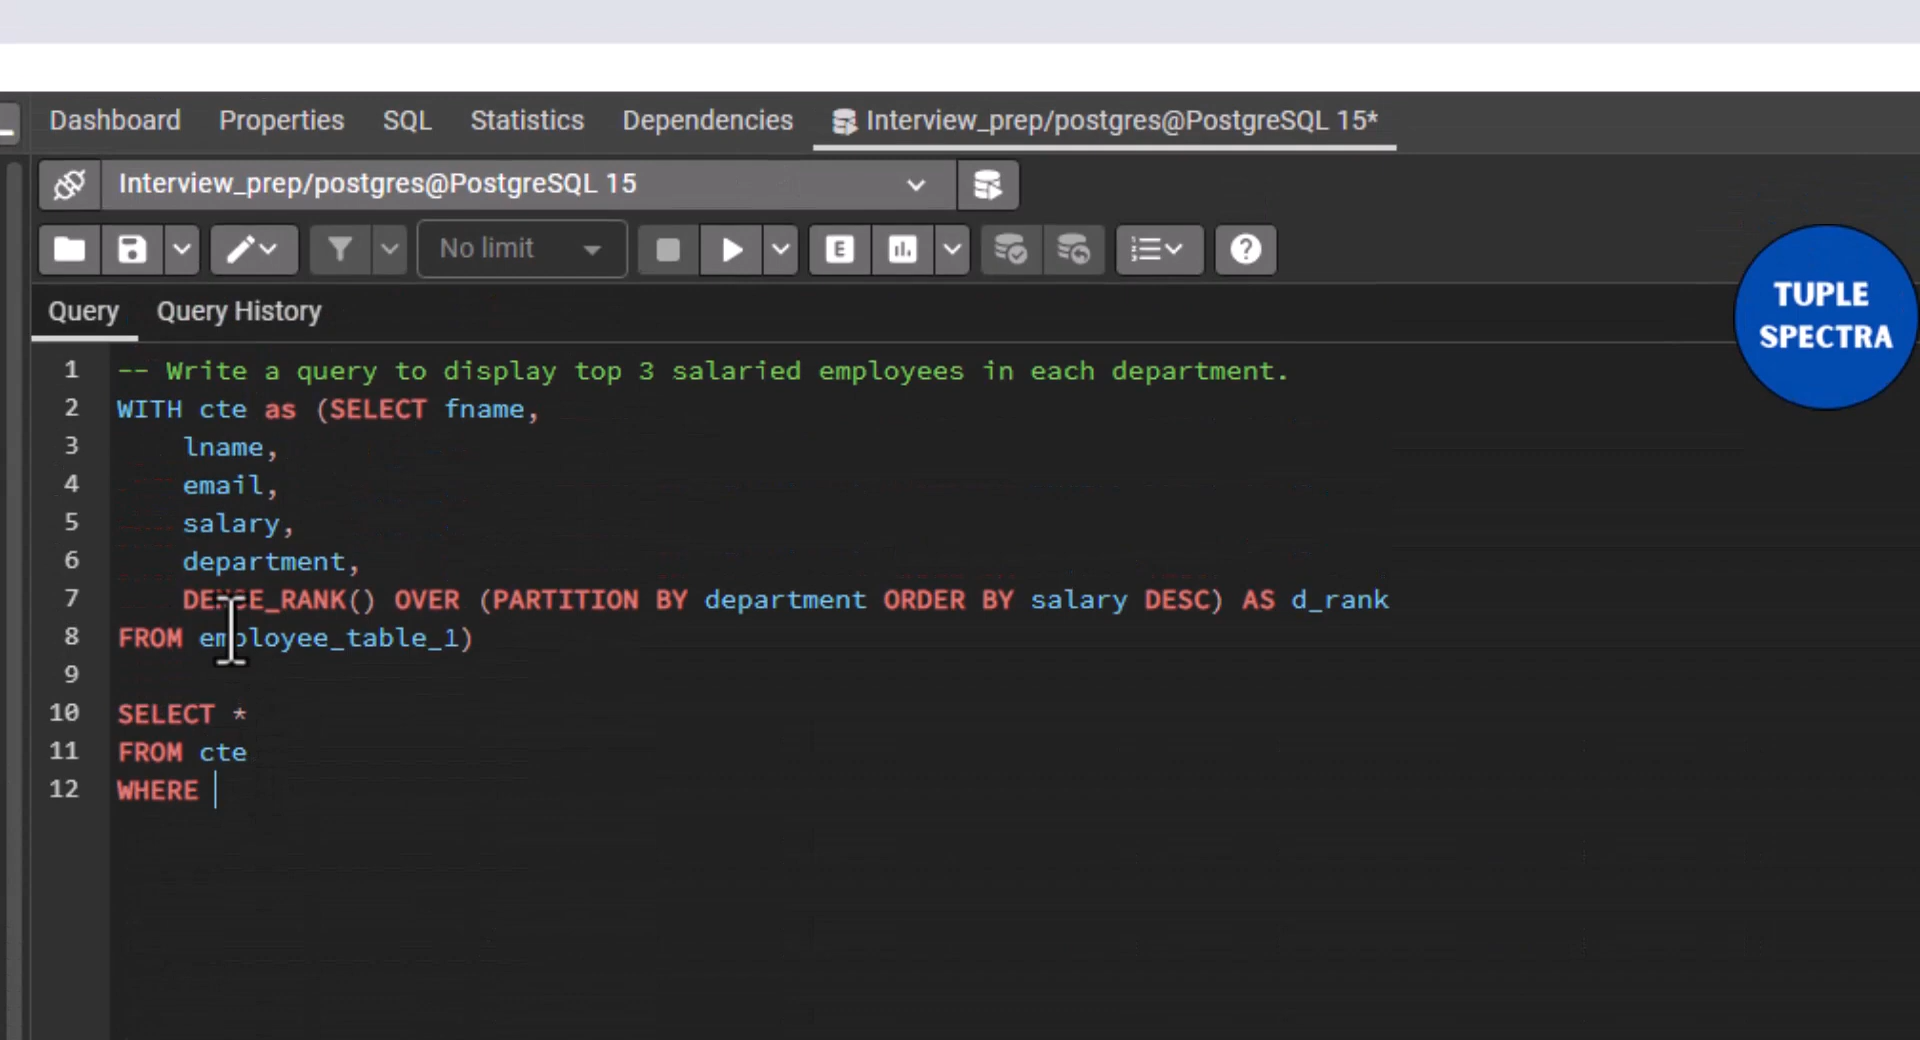 Dashboard Properties SQL Statistics Dependencies Interview_prep/postgres@PostgreSQL 15*
Interview_prep/postgres@PostgreSQL 15
No limit E
Query Query History
TUPLE
SPECTRA
1 -- Write a query to display top 3 salaried employees in each department.
2 WITH cte as (SELECT fname,
3 lname,
4 email,
5 salary,
6 department,
7 DENSE_RANK() OVER (PARTITION BY department ORDER BY salary DESC) AS d_rank
8 FROM employee_table_1)
9
10 SELECT *
11 FROM cte
12 WHERE